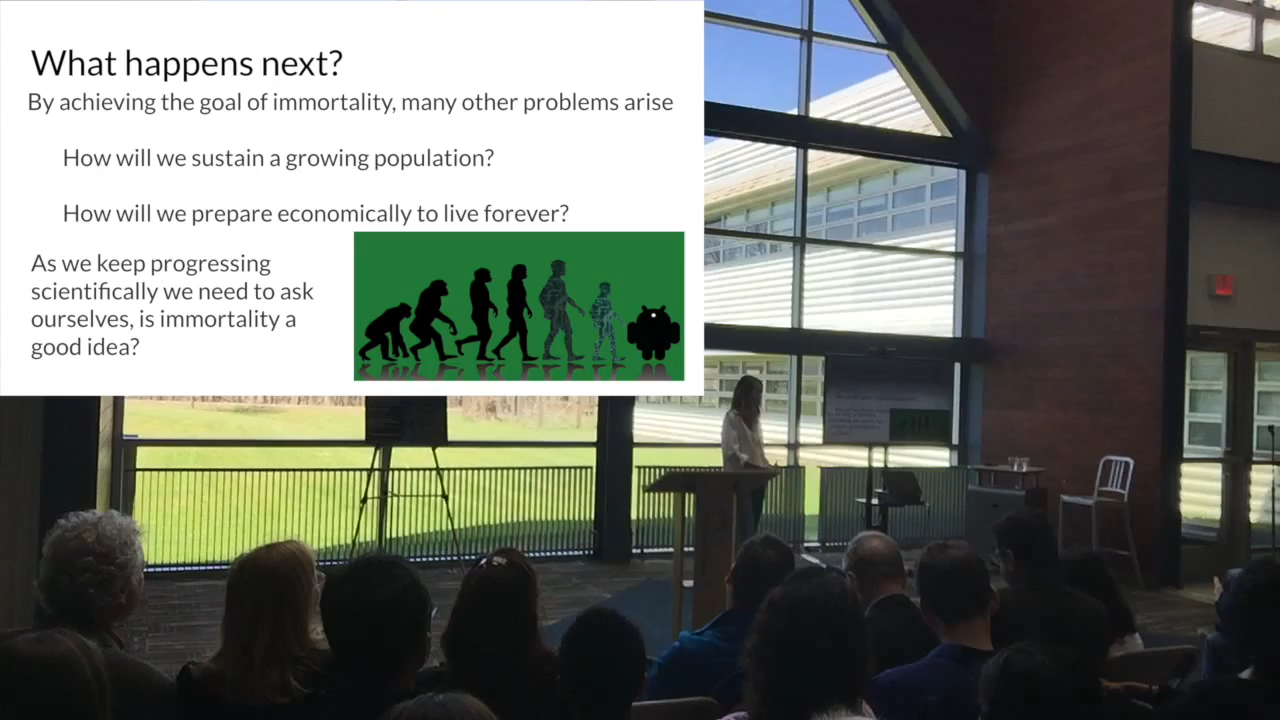 What happens next?
By achieving the goal of immortality, many other problems arise
How will we sustain a growing population?
How will we prepare economically to live forever?
As we keep progressing
scientifically we need to ask
ourselves, is immortality a
good idea?